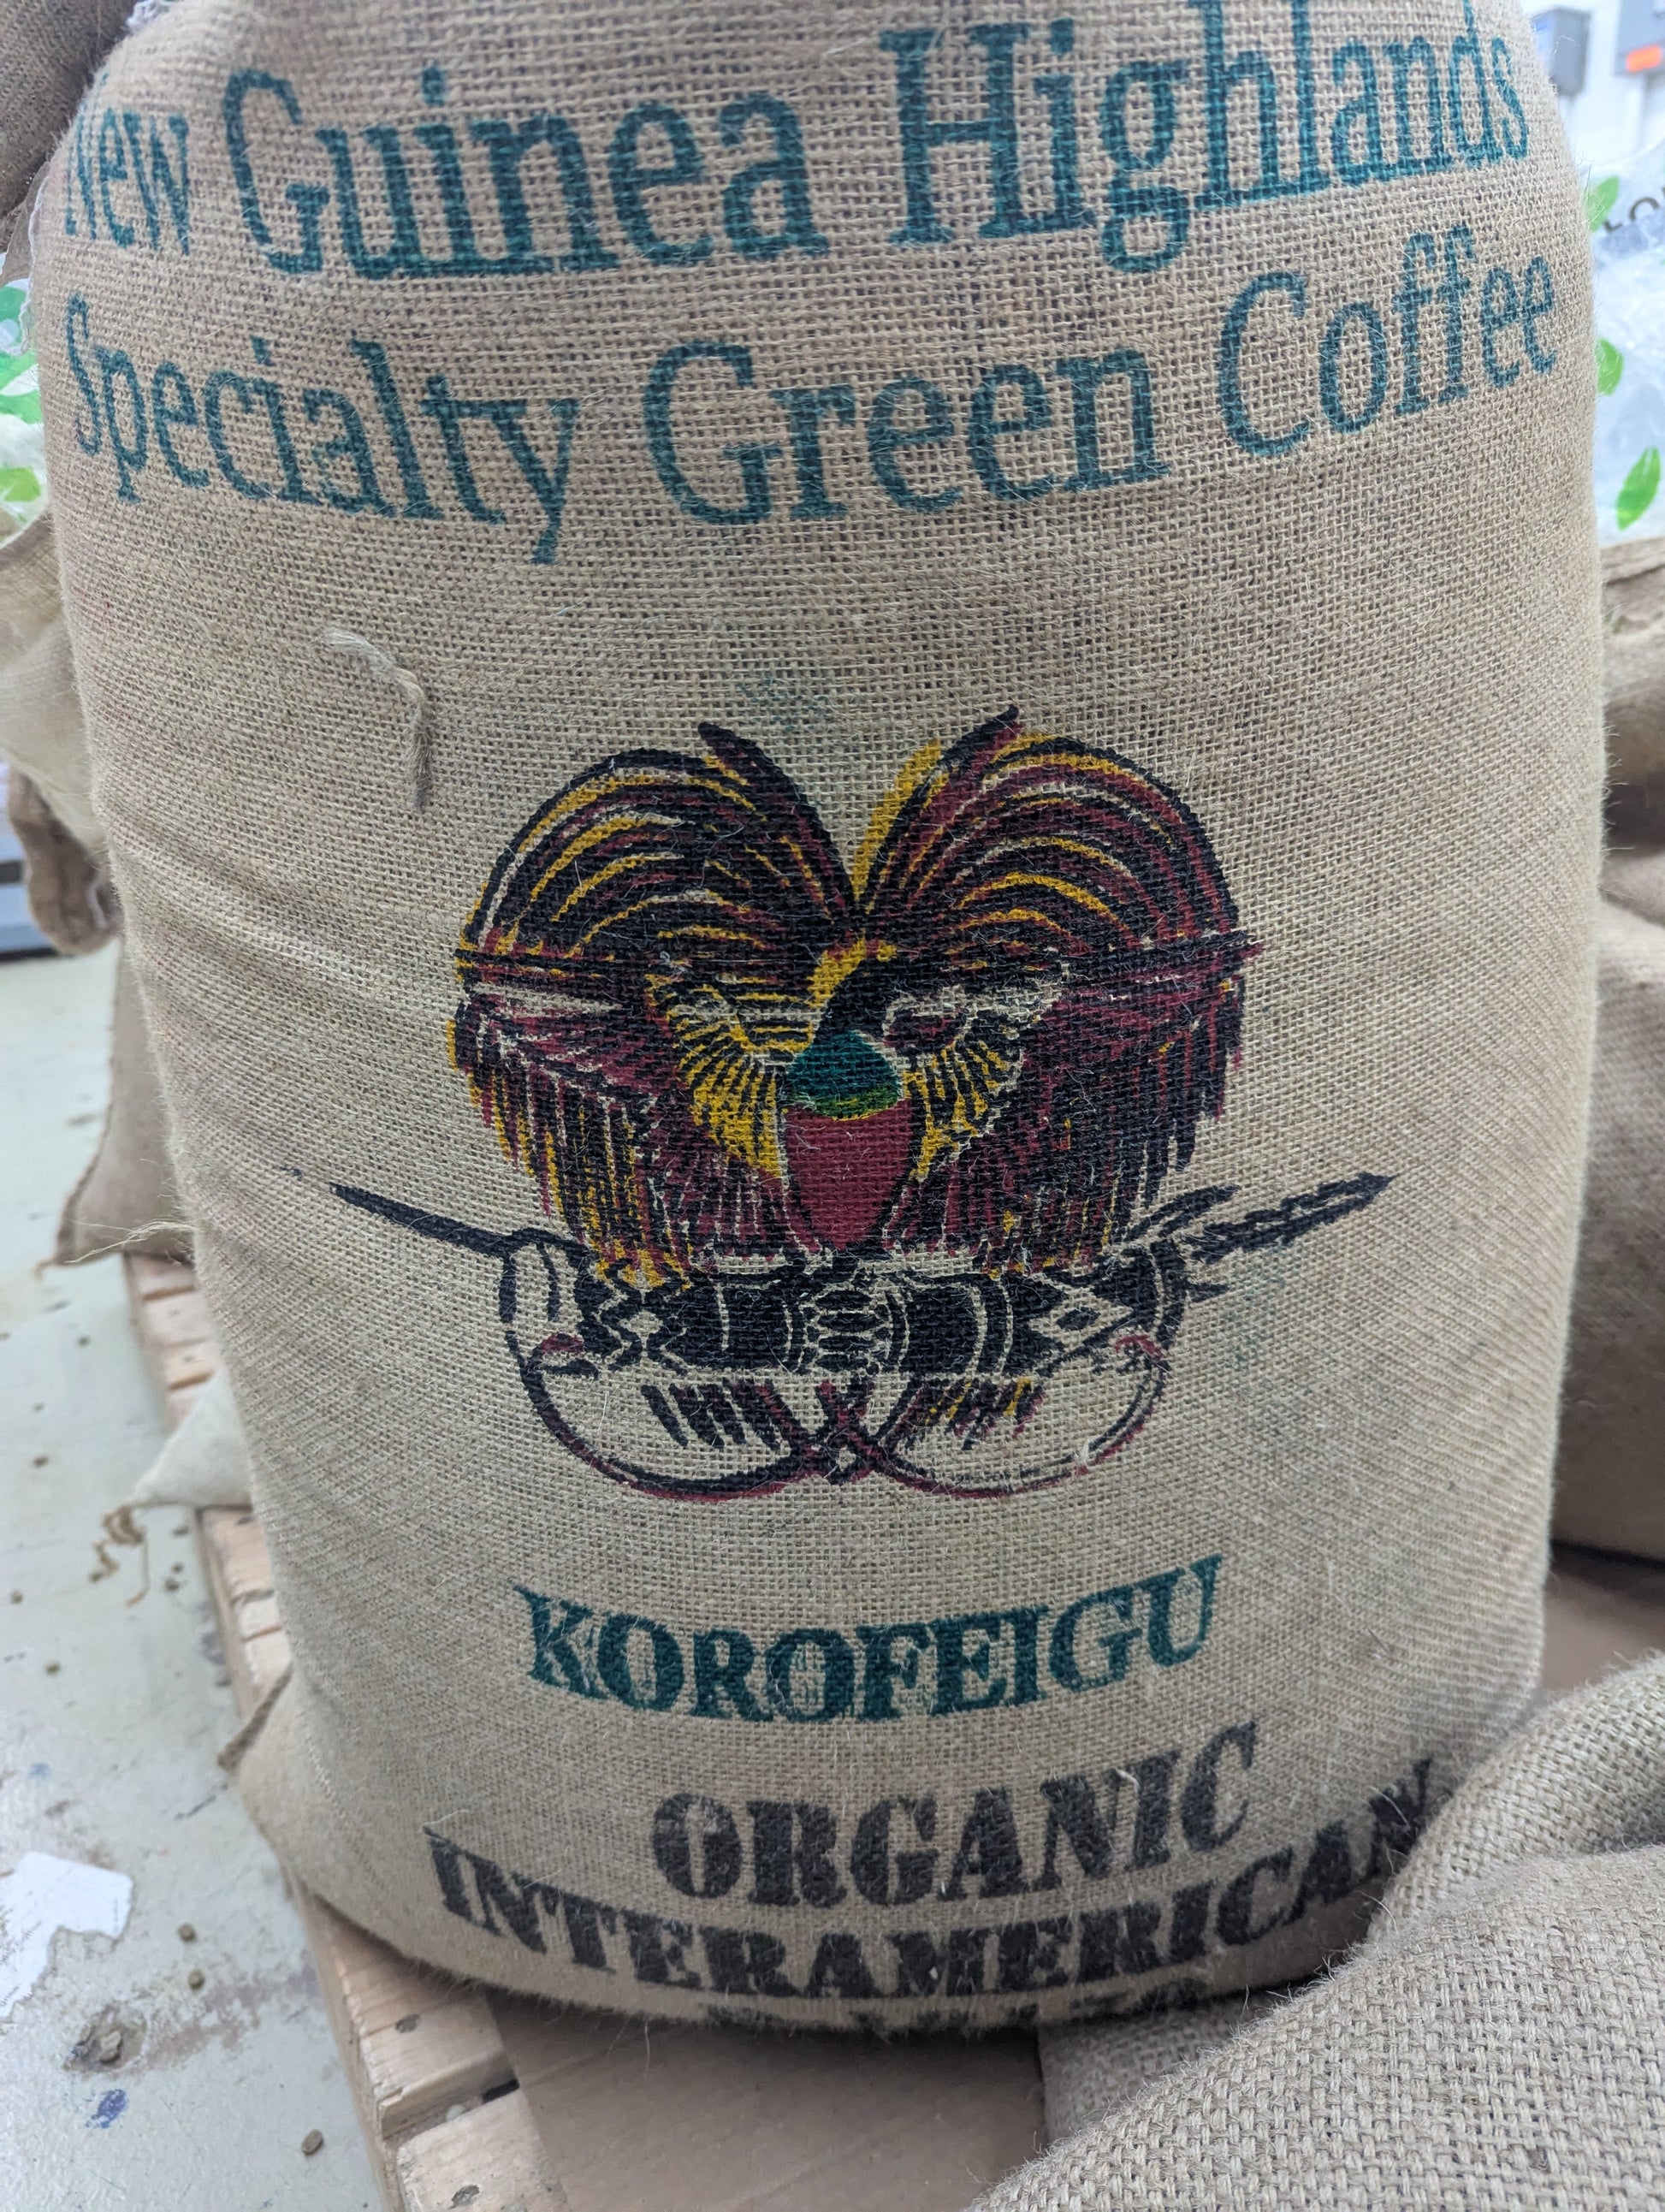 New Guinea Highlands
Specialty Green Coffee
KOROFEIGU
ORGANIC
INTERAMERICAN